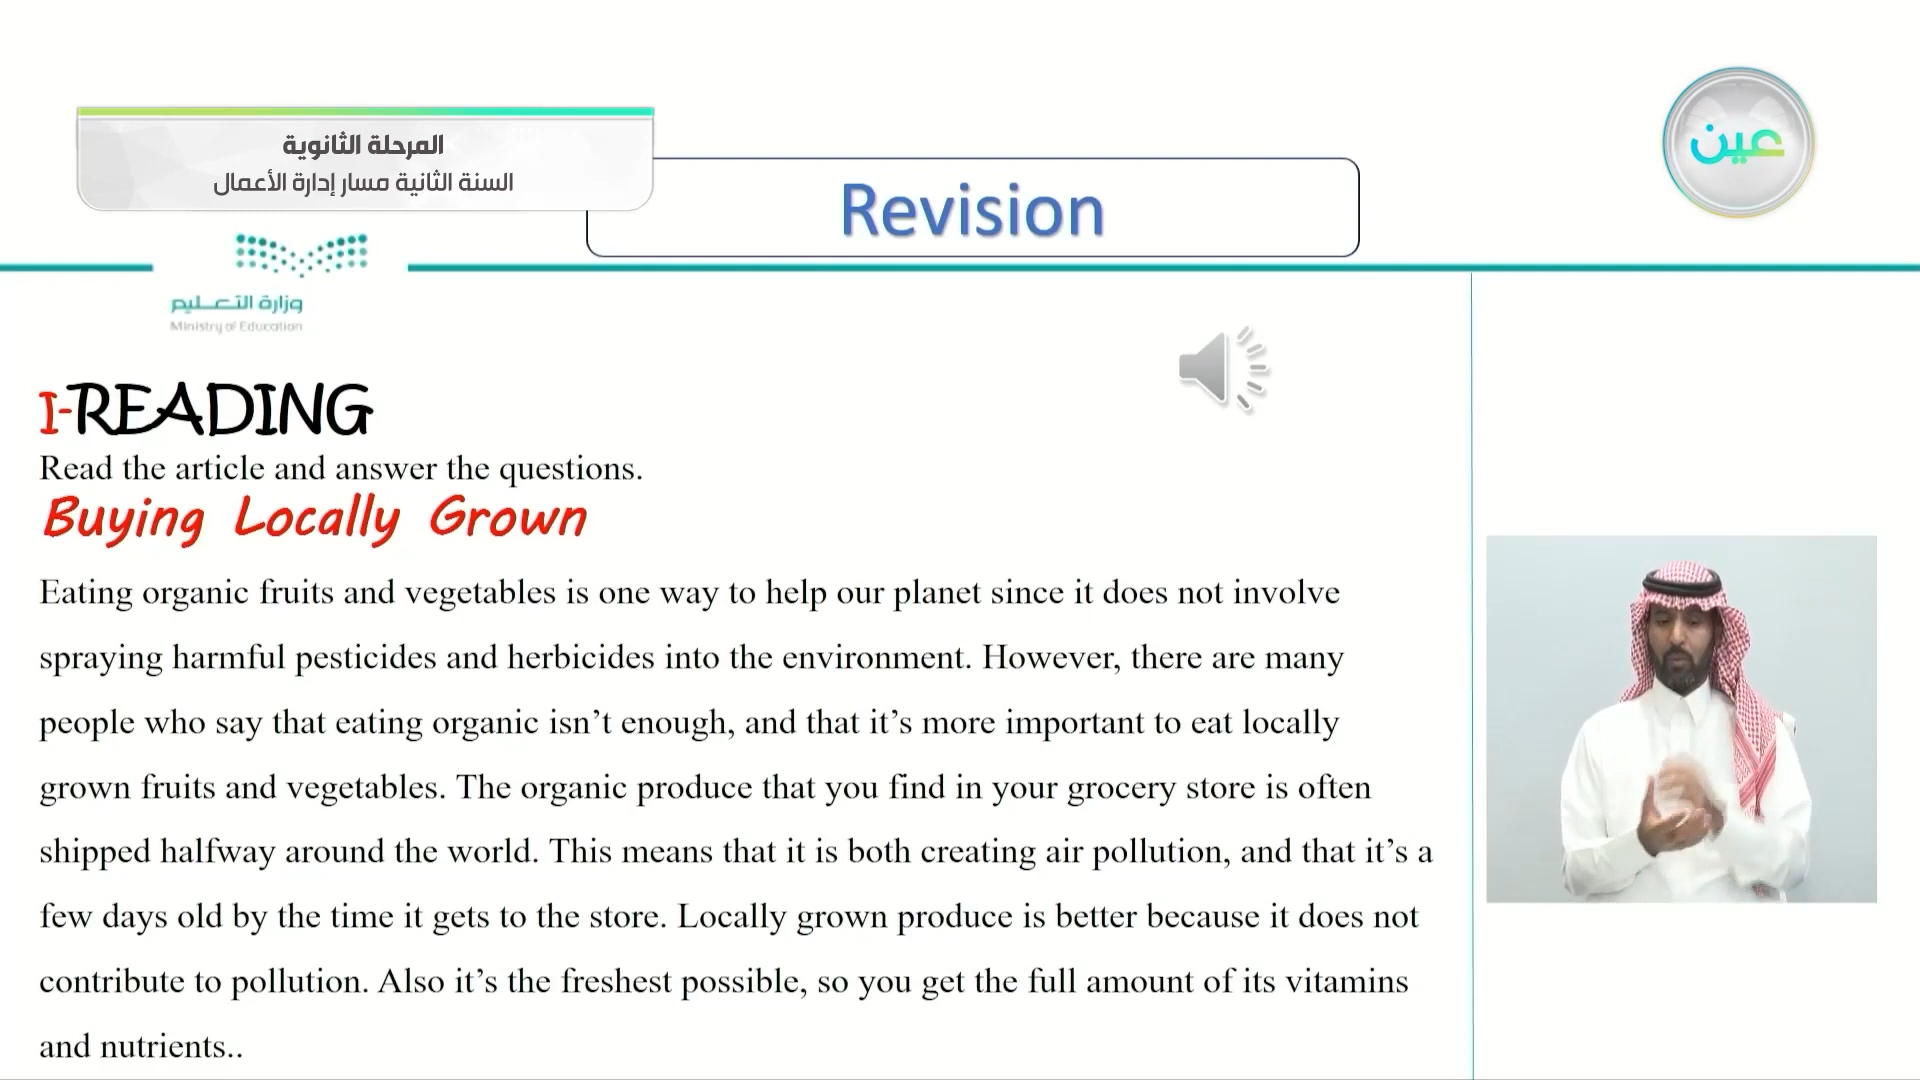 المرحلة الثانوية
السنة الثانية مسار إدارة الأعمال
عين
Revision
وزارة التعليم
Ministry of Education
I-READING
Read the article and answer the questions.
Buying Locally Grown
Eating organic fruits and vegetables is one way to help our planet since it does not involve
spraying harmful pesticides and herbicides into the environment. However, there are many
people who say that eating organic isn’t enough, and that it’s more important to eat locally
grown fruits and vegetables. The organic produce that you find in your grocery store is often
shipped halfway around the world. This means that it is both creating air pollution, and that it’s a
few days old by the time it gets to the store. Locally grown produce is better because it does not
contribute to pollution. Also it’s the freshest possible, so you get the full amount of its vitamins
and nutrients..